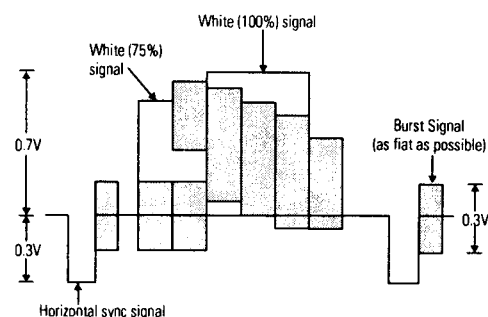 White (100%) signal
White (75%)
signal
Burst Signal
(as fiat as possible)
0.7V
0.3V
0.3V
Horizontal sync signal